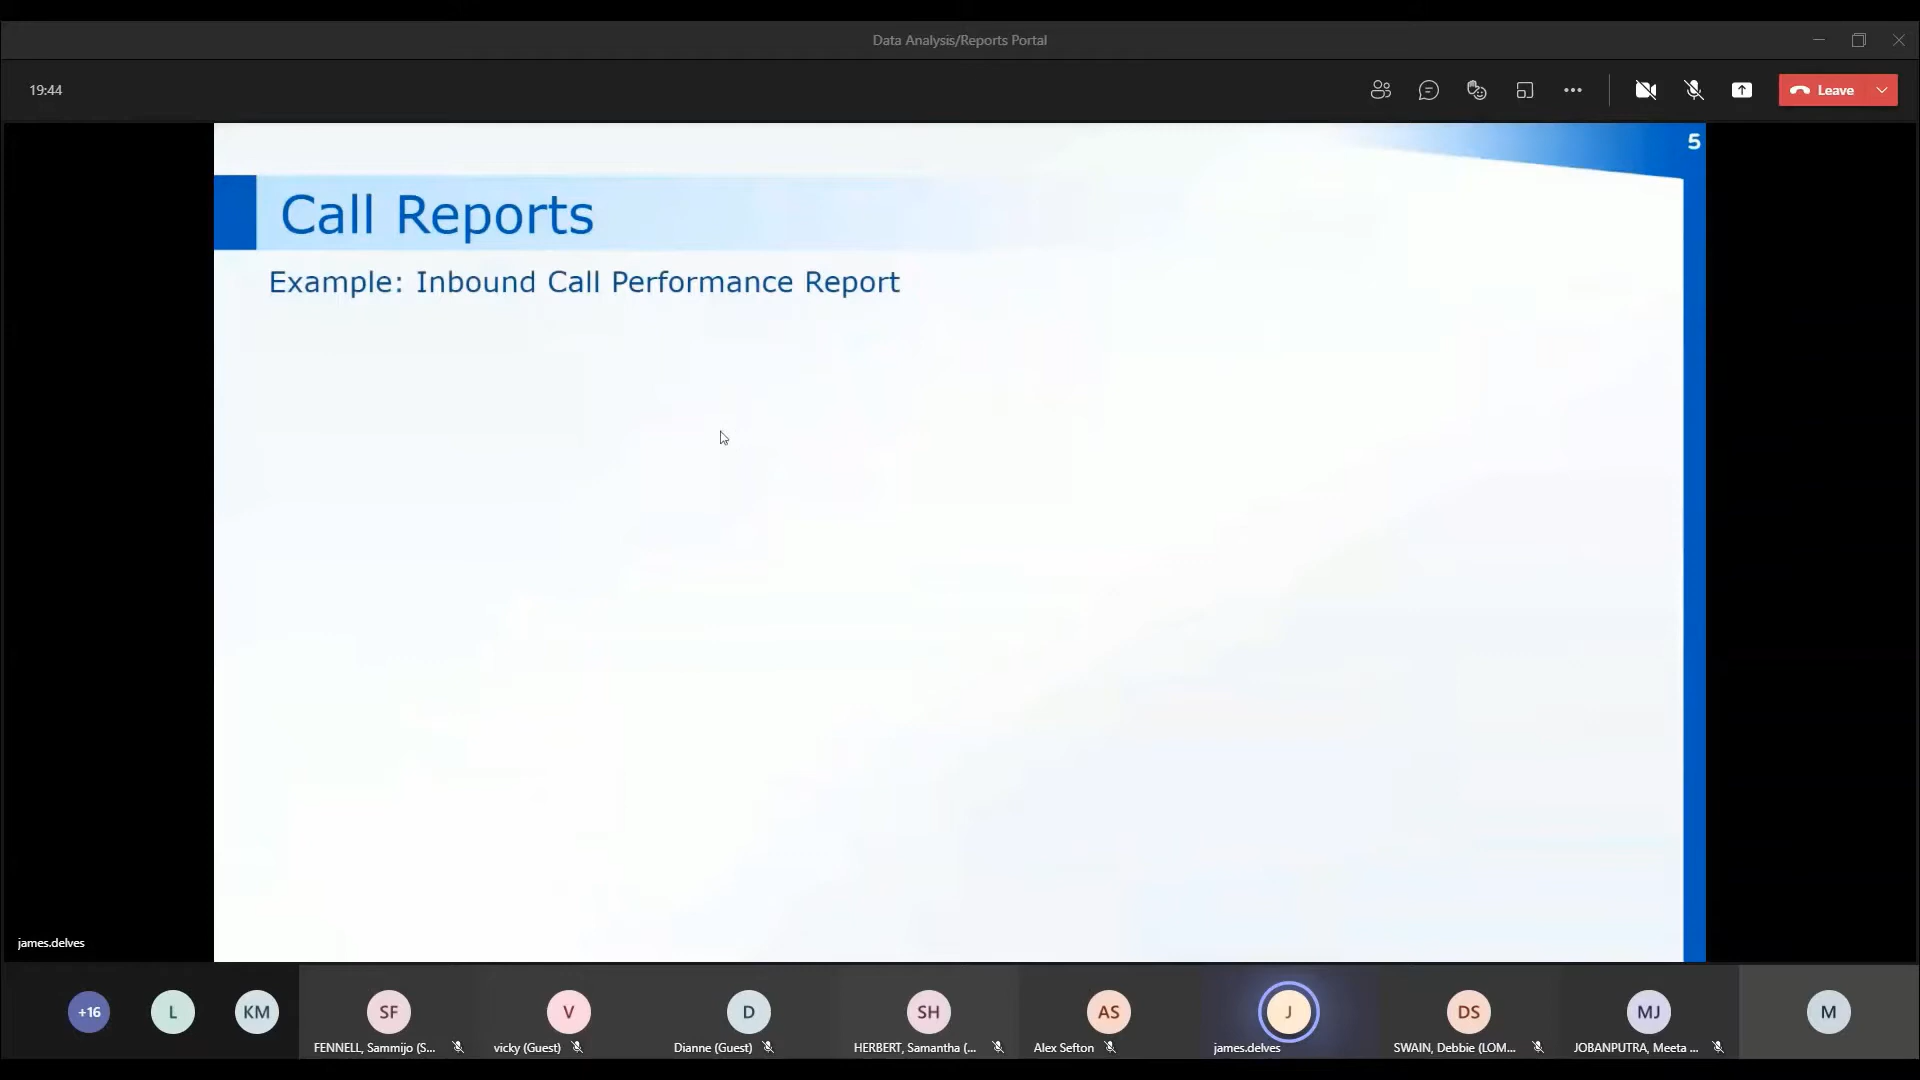 Data Analysis/Reports Portal
19:44
Leave
5
Call Reports
Example: Inbound Call Performance Report
james.delves
+16
L
KM
SF
V
D
SH
AS
J
DS
MJ
M
FENNELL, Sammijo (S...
vicky (Guest)
Dianne (Guest)
HERBERT, Samantha (...
Alex Sefton
james.delves
SWAIN, Debbie (LOM...
JOBANPUTRA, Meeta ...